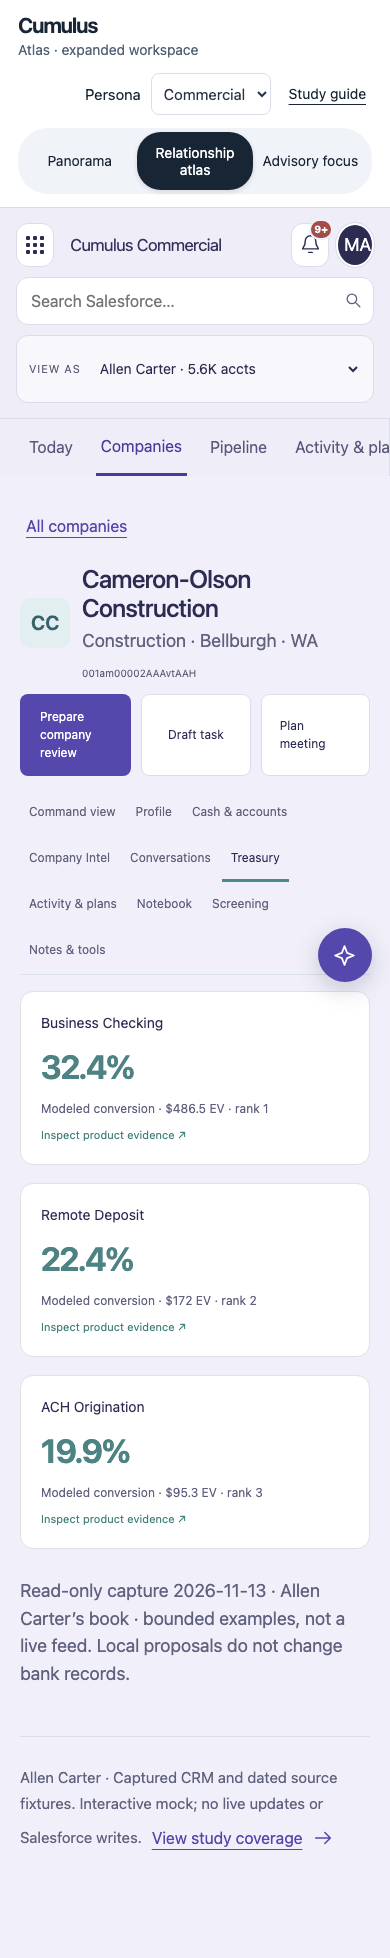 Cumulus
Atlas · expanded workspace
Persona
Commercial
Study guide
Panorama
Relationship
atlas
Advisory focus
Cumulus Commercial
9+
MA
Search Salesforce...
VIEW AS
Allen Carter · 5.6K accts
Today
Companies
Pipeline
Activity & pla
All companies
CC
Cameron-Olson
Construction
Construction · Bellburgh · WA
001am00002AAAvtAAH
Prepare
company
review
Draft task
Plan
meeting
Command view
Profile
Cash & accounts
Company Intel
Conversations
Treasury
Activity & plans
Notebook
Screening
Notes & tools
Business Checking
32.4%
Modeled conversion · $486.5 EV · rank 1
Inspect product evidence ↗
Remote Deposit
22.4%
Modeled conversion · $172 EV · rank 2
Inspect product evidence ↗
ACH Origination
19.9%
Modeled conversion · $95.3 EV · rank 3
Inspect product evidence ↗
Read-only capture 2026-11-13 · Allen
Carter’s book · bounded examples, not a
live feed. Local proposals do not change
bank records.
Allen Carter · Captured CRM and dated source
fixtures. Interactive mock; no live updates or
Salesforce writes. View study coverage →